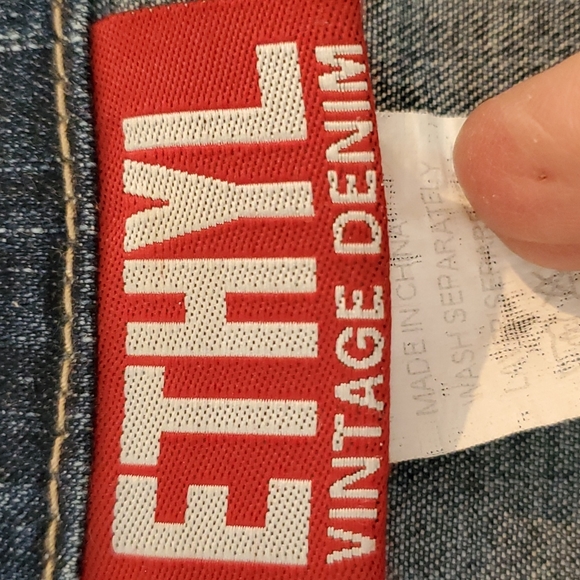 ETHYL
VINTAGE DENIM
MADE IN CHINA
WASH SEPARATELY